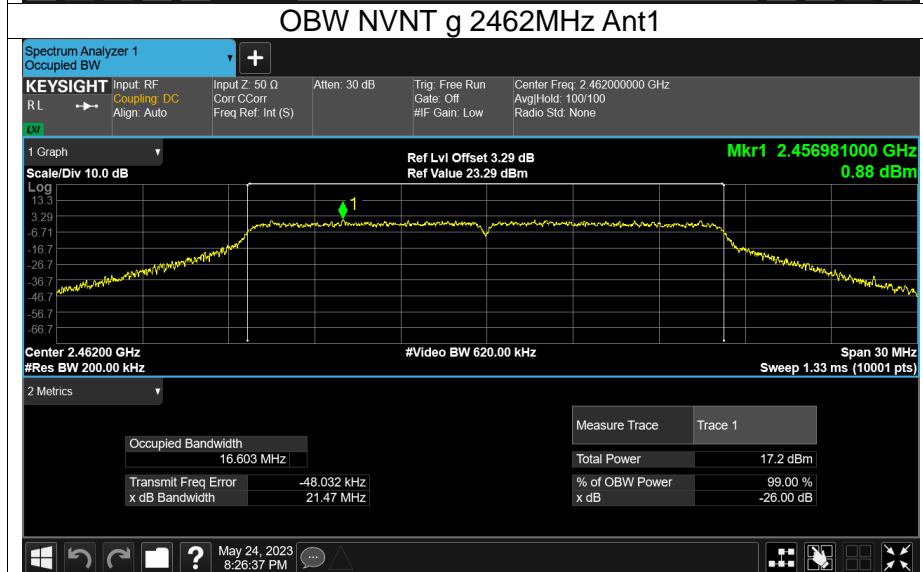 OBW NVNT g 2462MHz Ant1
Spectrum Analyzer 1
Occupied BW
+
KEYSIGHT Input: RF Input Z: 50 Ω Atten: 30 dB Trig: Free Run Center Freq: 2.462000000 GHz
RL Coupling: DC Corr CCorr Gate: Off Avg|Hold: 100/100
Align: Auto Freq Ref: Int (S) #IF Gain: Low Radio Std: None
LXI
1 Graph Ref Lvl Offset 3.29 dB Mkr1 2.456981000 GHz
Scale/Div 10.0 dB Ref Value 23.29 dBm 0.88 dBm
Log
13.3
1
3.29
-6.71
-16.7
-26.7
-36.7
-46.7
-56.7
-66.7
Center 2.46200 GHz #Video BW 620.00 kHz Span 30 MHz
#Res BW 200.00 kHz Sweep 1.33 ms (10001 pts)
2 Metrics
Measure Trace Trace 1
Occupied Bandwidth
16.603 MHz Total Power 17.2 dBm
Transmit Freq Error -48.032 kHz % of OBW Power 99.00 %
x dB Bandwidth 21.47 MHz x dB -26.00 dB
? May 24, 2023
8:26:37 PM